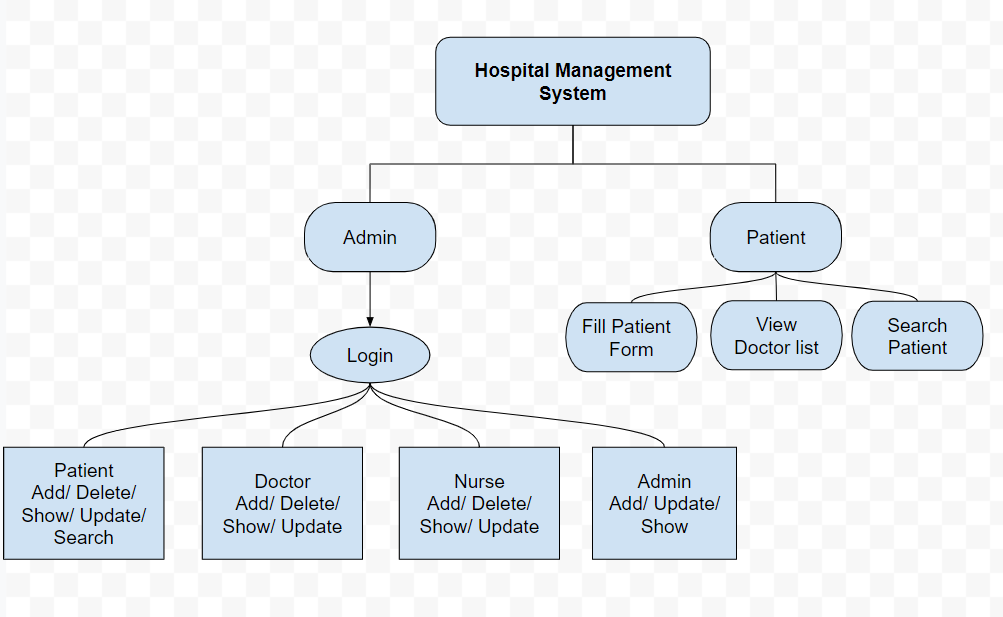 Hospital Management
System
Admin
Patient
Fill Patient
Form
View
Doctor list
Search
Patient
Login
Patient
Add/ Delete/
Show/ Update/
Search
Doctor
Add/ Delete/
Show/ Update
Nurse
Add/ Delete/
Show/ Update
Admin
Add/ Update/
Show